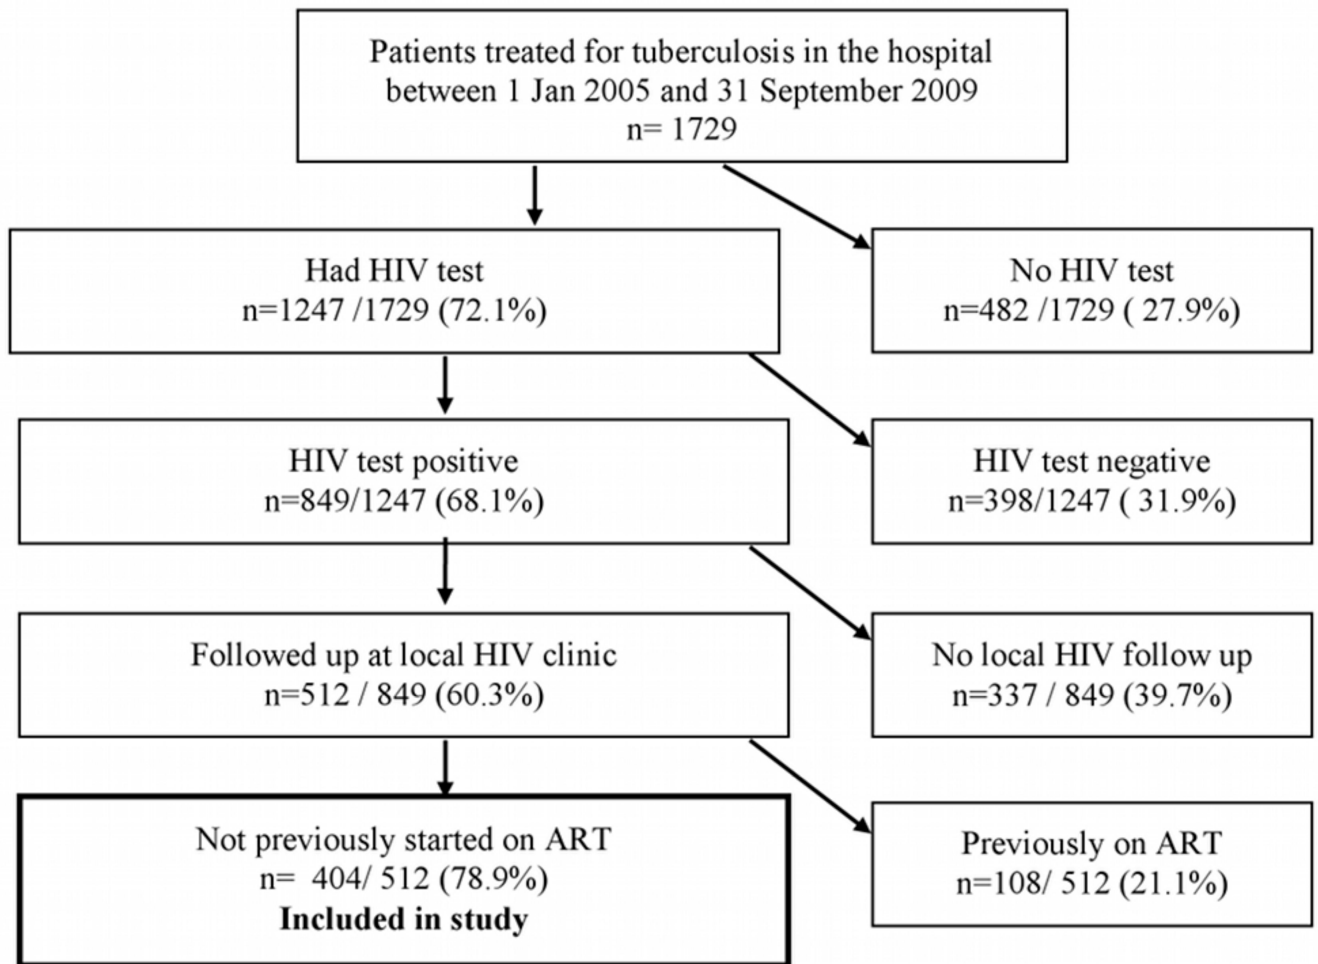 Patients treated for tuberculosis in the hospital
between 1 Jan 2005 and 31 September 2009
n= 1729
Had HIV test
n=1247 /1729 (72.1%)
No HIV test
n=482 /1729 ( 27.9%)
HIV test positive
n=849/1247 (68.1%)
HIV test negative
n=398/1247 ( 31.9%)
Followed up at local HIV clinic
n=512 / 849 (60.3%)
No local HIV follow up
n=337 / 849 (39.7%)
Not previously started on ART
n=  404/ 512 (78.9%)
Included in study
Previously on ART
n=108/ 512 (21.1%)